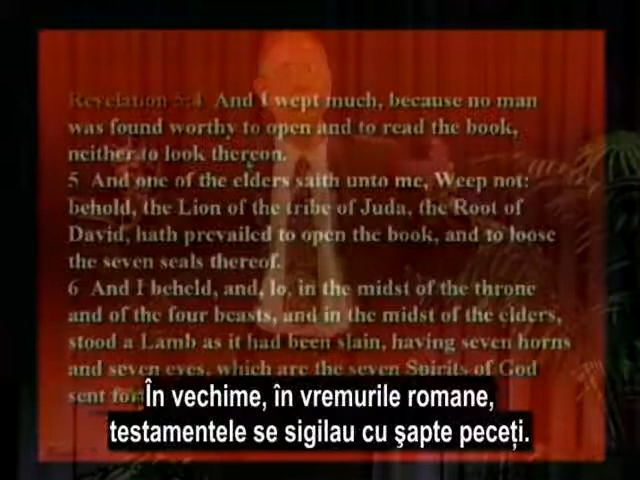 Revelation 5:4 And I wept much, because no man
was found worthy to open and to read the book,
neither to look thereon.
5 And one of the elders saith unto me, Weep not:
behold, the Lion of the tribe of Juda, the Root of
David, hath prevailed to open the book, and to loose
the seven seals thereof.
6 And I beheld, and, lo, in the midst of the throne
and of the four beasts, and in the midst of the elders,
stood a Lamb as it had been slain, having seven horns
and seven eyes, which are the seven Spirits of God
sent
În vechime, în vremurile romane,
testamentele se sigilau cu şapte peceţi.